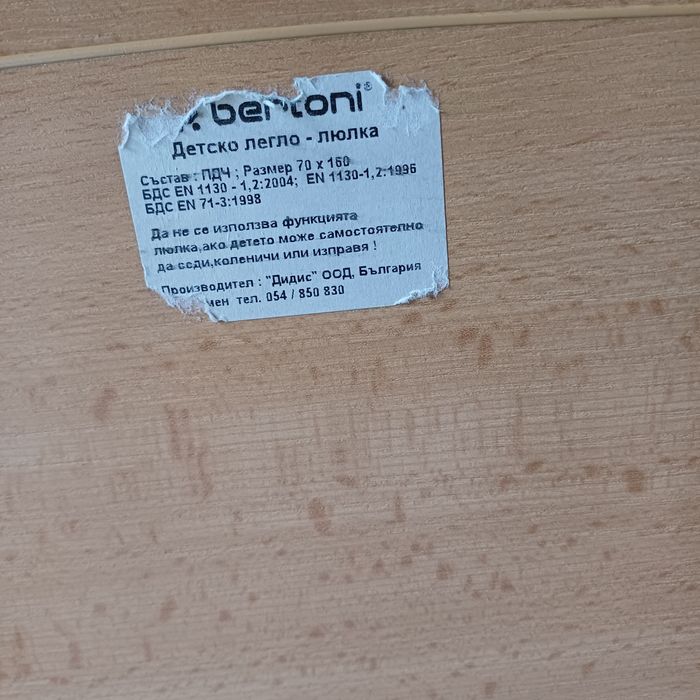 bertoni®
Детско легло - люлка
Състав : ПДЧ ; Размер 70 х 160
БДС EN 1130 - 1,2:2004; EN 1130-1,2:1996
БДС EN 71-3:1998
Да не се използва функцията
люлка,ако детето може самостоятелно
да седи,коленичи или изправя !
Производител : "Дидис" ООД, България
мен тел. 054 / 850 830